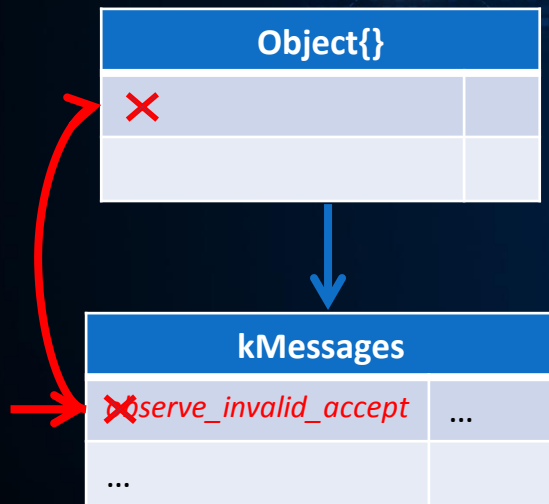 Object{}
kMessages
observe_invalid_accept ...
...